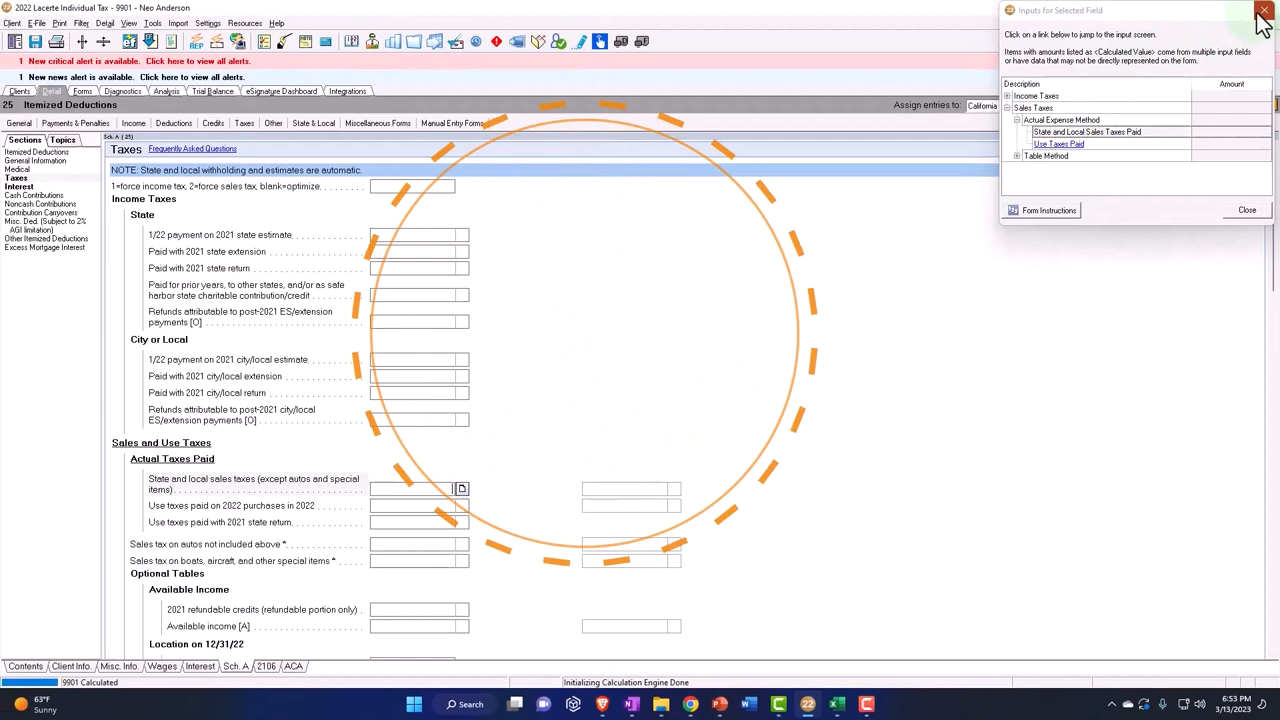 2022 Lacerte Individual Tax - 9901 - Neo Anderson
Client E-File Print Filter Detail View Tools Import Settings Resources Help
1 New critical alert is available. Click here to view all alerts.
1 New news alert is available. Click here to view all alerts.
Clients Detail Forms Diagnostics Analysis Trial Balance eSignature Dashboard Integrations
25 Itemized Deductions
Assign entries to: California
General Payments & Penalties Income Deductions Credits Taxes Other State & Local Miscellaneous Forms Manual Entry Forms
Sections Topics
Itemized Deductions
General Information
Medical
Taxes
Interest
Cash Contributions
Noncash Contributions
Contribution Carryovers
Misc. Ded. (Subject to 2%
AGI limitation)
Other Itemized Deductions
Excess Mortgage Interest
Sch. A (25)
Taxes Frequently Asked Questions
NOTE: State and local withholding and estimates are automatic.
1=force income tax, 2=force sales tax, blank=optimize
Income Taxes
State
1/22 payment on 2021 state estimate
Paid with 2021 state extension
Paid with 2021 state return
Paid for prior years, to other states, and/or as safe
harbor state charitable contribution/credit
Refunds attributable to post-2021 ES/extension
payments [O]
City or Local
1/22 payment on 2021 city/local estimate
Paid with 2021 city/local extension
Paid with 2021 city/local return
Refunds attributable to post-2021 city/local
ES/extension payments [O]
Sales and Use Taxes
Actual Taxes Paid
State and local sales taxes (except autos and special
items)
Use taxes paid on 2022 purchases in 2022
Use taxes paid with 2021 state return
Sales tax on autos not included above *
Sales tax on boats, aircraft, and other special items *
Optional Tables
Available Income
2021 refundable credits (refundable portion only)
Available income [A]
Location on 12/31/22
Inputs for Selected Field
Click on a link below to jump to the input screen.
Items with amounts listed as <Calculated Value> come from multiple input fields
or have data that may not be directly represented on the form.
Description Amount
Income Taxes
Sales Taxes
Actual Expense Method
State and Local Sales Taxes Paid
Use Taxes Paid
Table Method
Form Instructions Close
Contents Client Info. Misc. Info. Wages Interest Sch. A 2106 ACA
9901 Calculated Initializing Calculation Engine Done
63°F
Sunny
Search
6:53 PM
3/13/2023